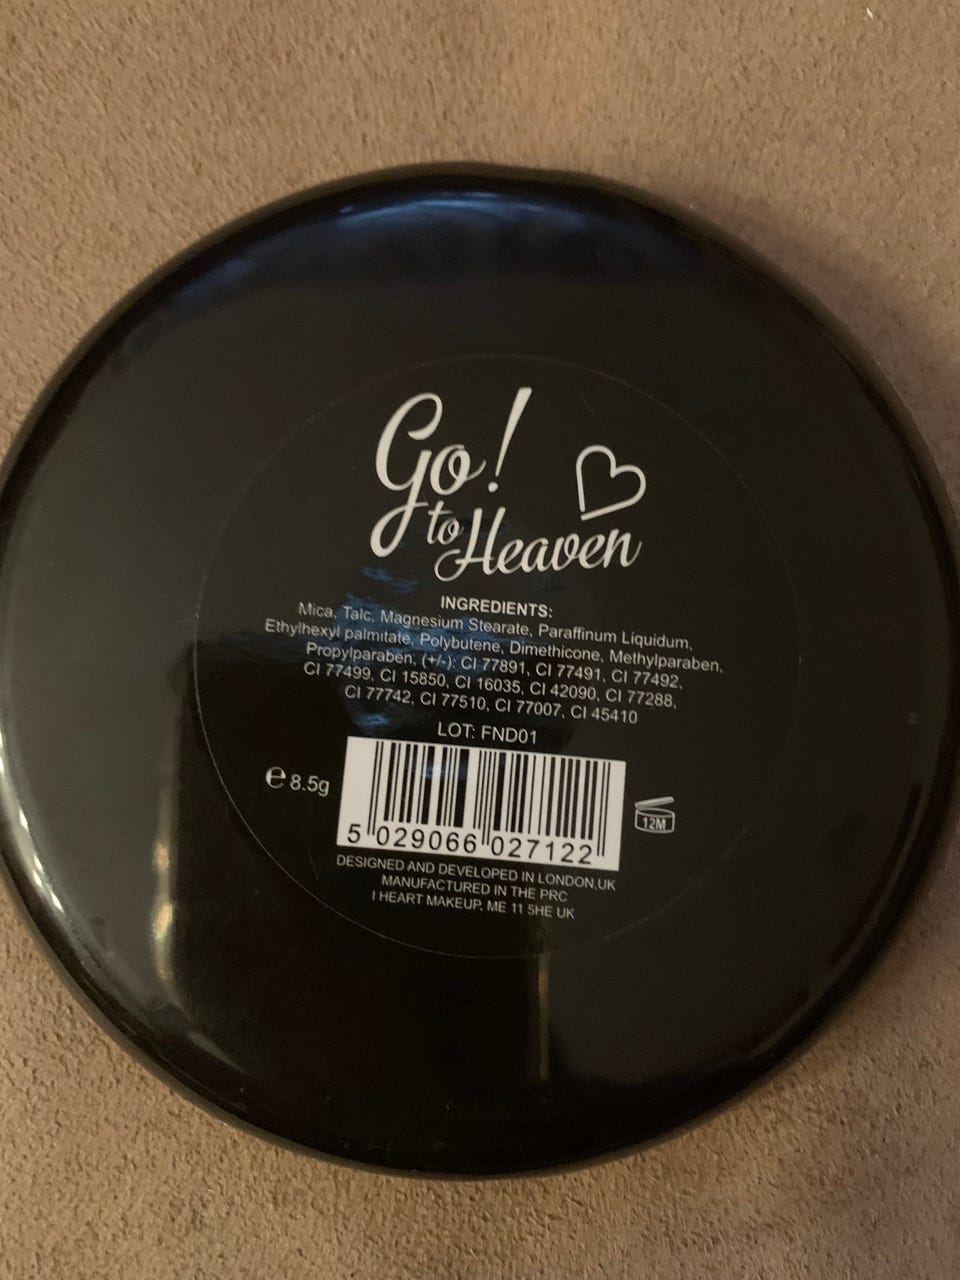 Go!
to Heaven
INGREDIENTS:
Mica, Talc, Magnesium Stearate, Paraffinum Liquidum,
Ethylhexyl palmitate, Polybutene, Dimethicone, Methylparaben,
Propylparaben, (+/-): CI 77891, CI 77491, CI 77492,
CI 77499, CI 15850, CI 16035, CI 42090, CI 77288,
CI 77742, CI 77510, CI 77007, CI 45410
LOT: FND01
℮ 8.5g
5 029066 027122
12M
DESIGNED AND DEVELOPED IN LONDON,UK
MANUFACTURED IN THE PRC
I HEART MAKEUP, ME 11 5HE UK